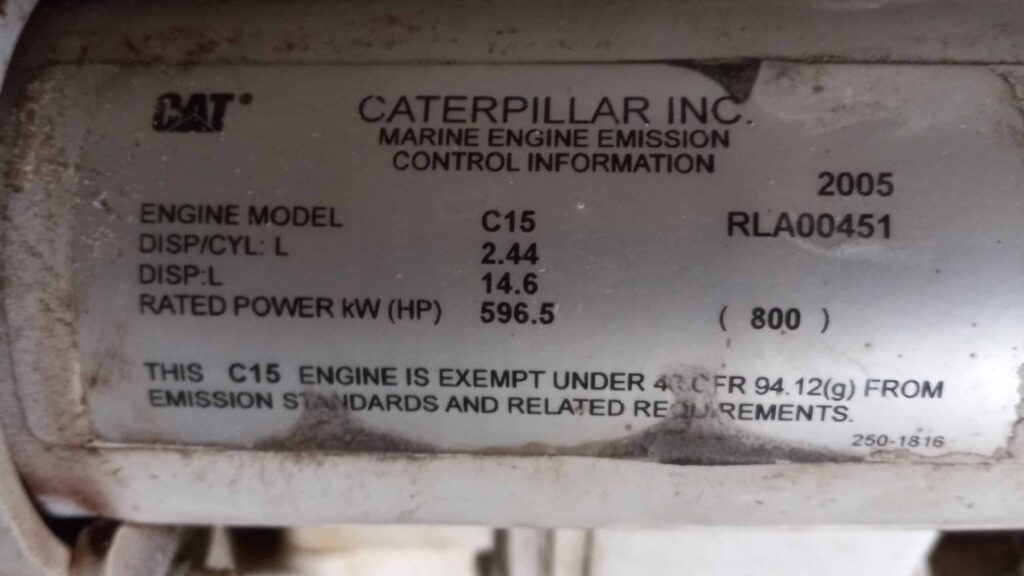 CAT® CATERPILLAR INC.
MARINE ENGINE EMISSION
CONTROL INFORMATION
2005
ENGINE MODEL C15 RLA00451
DISP/CYL: L 2.44
DISP:L 14.6
RATED POWER kW (HP) 596.5 ( 800 )
THIS C15 ENGINE IS EXEMPT UNDER CFR 94.12(g) FROM
EMISSION STANDARDS AND RELATED REQUIREMENTS.
250-1816